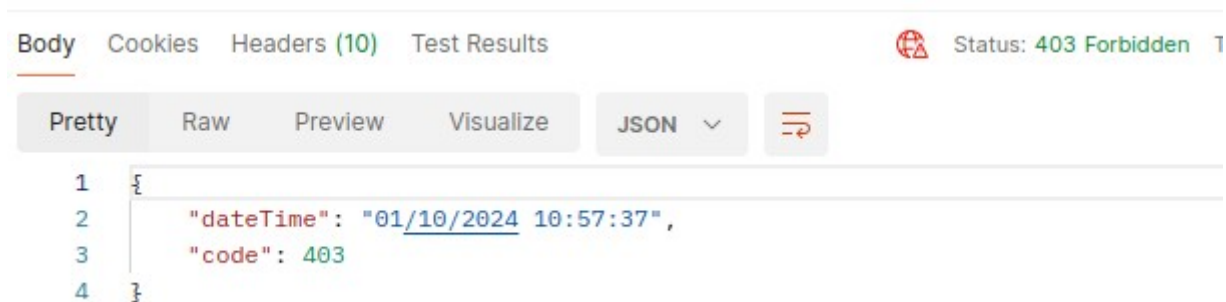 Body Cookies Headers (10) Test Results Status: 403 Forbidden T
Pretty Raw Preview Visualize JSON
1 {
2 "dateTime": "01/10/2024 10:57:37",
3 "code": 403
4 }